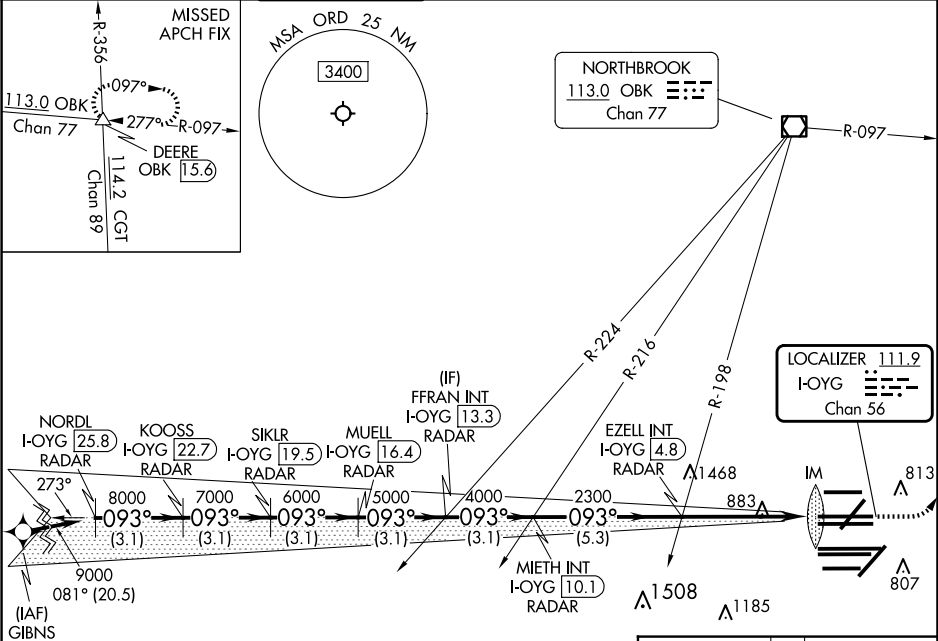 MISSED
APCH FIX
R-356
097°
113.0 OBK
Chan 77
277°
R-097
DEERE
OBK 15.6
114.2 CGT
Chan 89
MSA ORD 25 NM
3400
NORTHBROOK
113.0 OBK
Chan 77
R-097
R-224
R-216
R-198
LOCALIZER 111.9
I-OYG
Chan 56
(IF)
FFRAN INT
I-OYG 13.3
RADAR
NORDL
I-OYG 25.8
RADAR
KOOSS
I-OYG 22.7
RADAR
SIKLR
I-OYG 19.5
RADAR
MUELL
I-OYG 16.4
RADAR
EZELL INT
I-OYG 4.8
RADAR
1468
IM
813
273°
8000
7000
6000
5000
4000
2300
883
093°
093°
093°
093°
093°
093°
(3.1)
(3.1)
(3.1)
(3.1)
(3.1)
(5.3)
9000
081° (20.5)
MIETH INT
I-OYG 10.1
RADAR
807
1508
1185
(IAF)
GIBNS